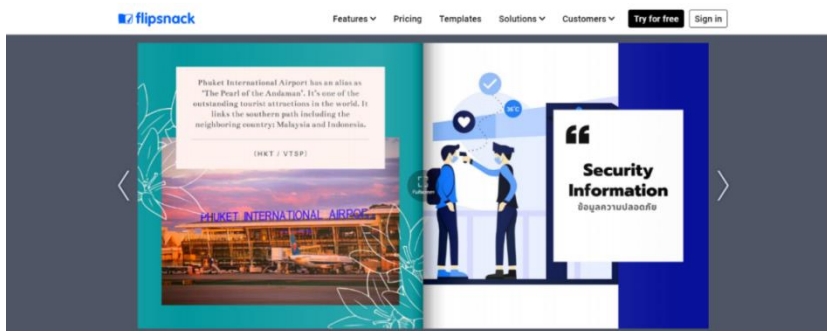 flipsnack
Features Pricing Templates Solutions Customers Try for free Sign in
Phuket International Airport has an alias as
"The Pearl of the Andaman". It's one of the
outstanding tourist attractions in the world. It
links the southern path including the
neighboring country; Malaysia and Indonesia.
[HKT / VTSP]
PHUKET INTERNATIONAL AIRPOR
Fullscreen
36°C
Security
Information
ข้อมูลความปลอดภัย